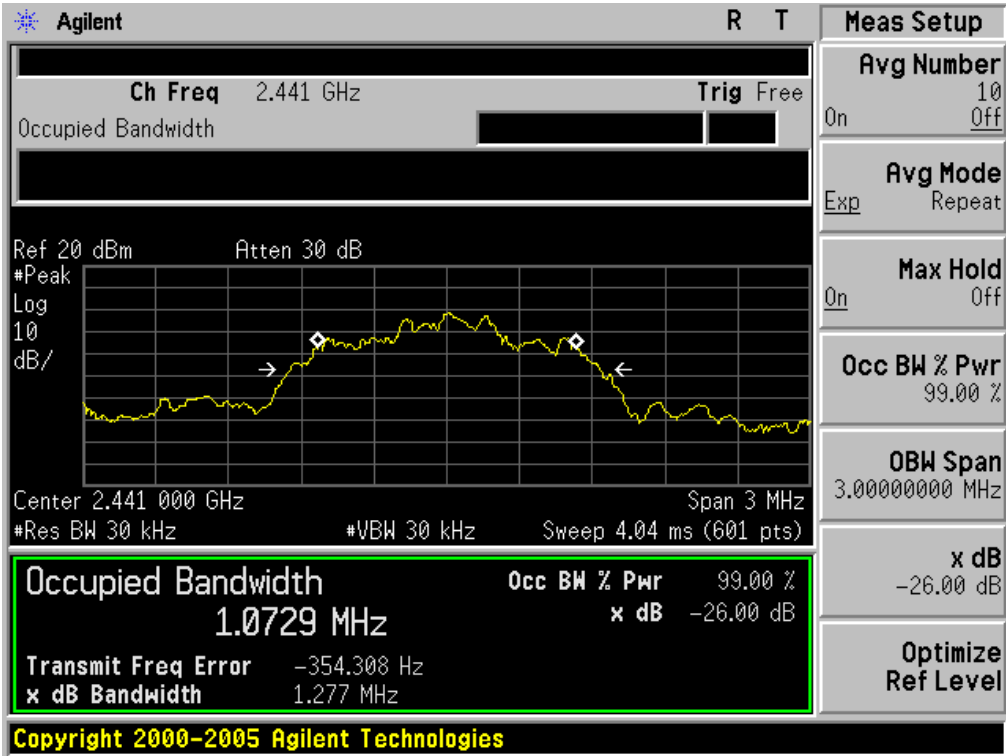 Agilent R T
Ch Freq 2.441 GHz Trig Free
Occupied Bandwidth
Ref 20 dBm Atten 30 dB
#Peak
Log
10
dB/
Center 2.441 000 GHz Span 3 MHz
#Res BW 30 kHz #VBW 30 kHz Sweep 4.04 ms (601 pts)
Occupied Bandwidth Occ BW % Pwr 99.00 %
1.0729 MHz x dB -26.00 dB
Transmit Freq Error -354.308 Hz
x dB Bandwidth 1.277 MHz
Copyright 2000-2005 Agilent Technologies
Meas Setup
Avg Number
10
On Off
Avg Mode
Exp Repeat
Max Hold
On Off
Occ BW % Pwr
99.00 %
OBW Span
3.00000000 MHz
x dB
-26.00 dB
Optimize
Ref Level